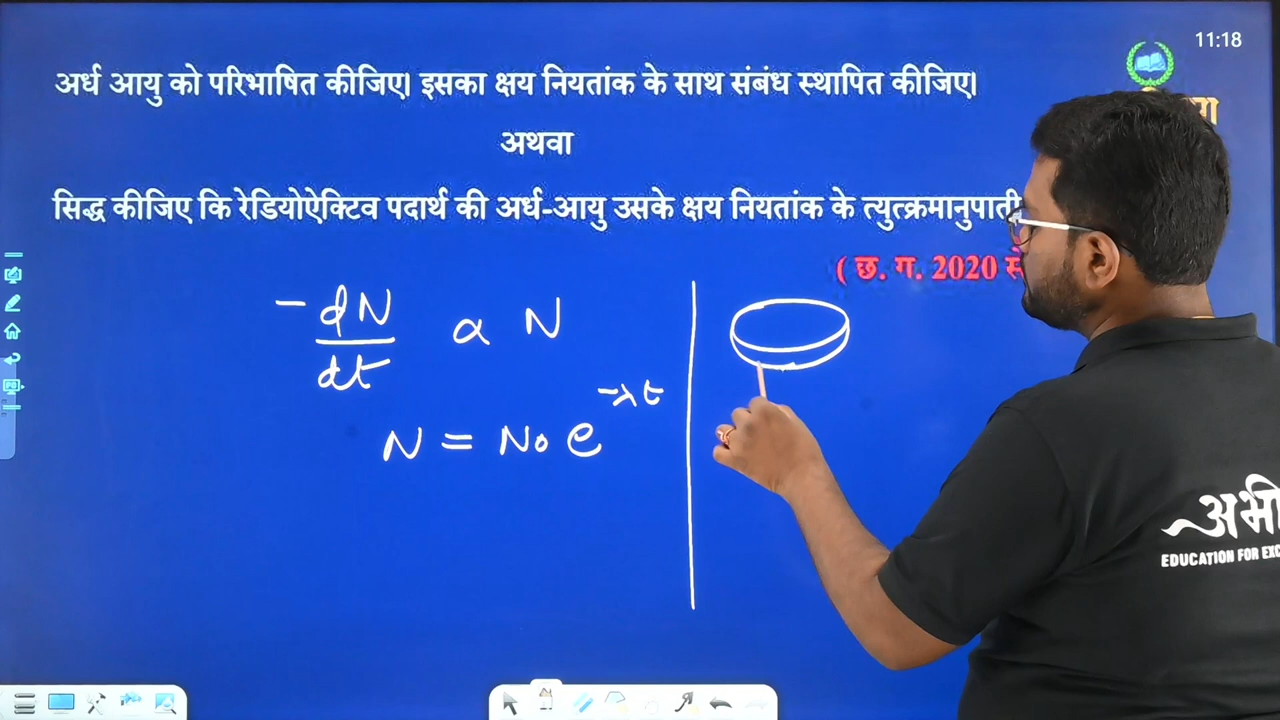 11:18
अर्ध आयु को परिभाषित कीजिए। इसका क्षय नियतांक के साथ संबंध स्थापित कीजिए।
अथवा
सिद्ध कीजिए कि रेडियोऐक्टिव पदार्थ की अर्ध-आयु उसके क्षय नियतांक के त्युत्क्रमानुपाती
( छ. ग. 2020
-dN/dt α N
N = N₀ e^{-λt}
अभी
EDUCATION FOR EXC